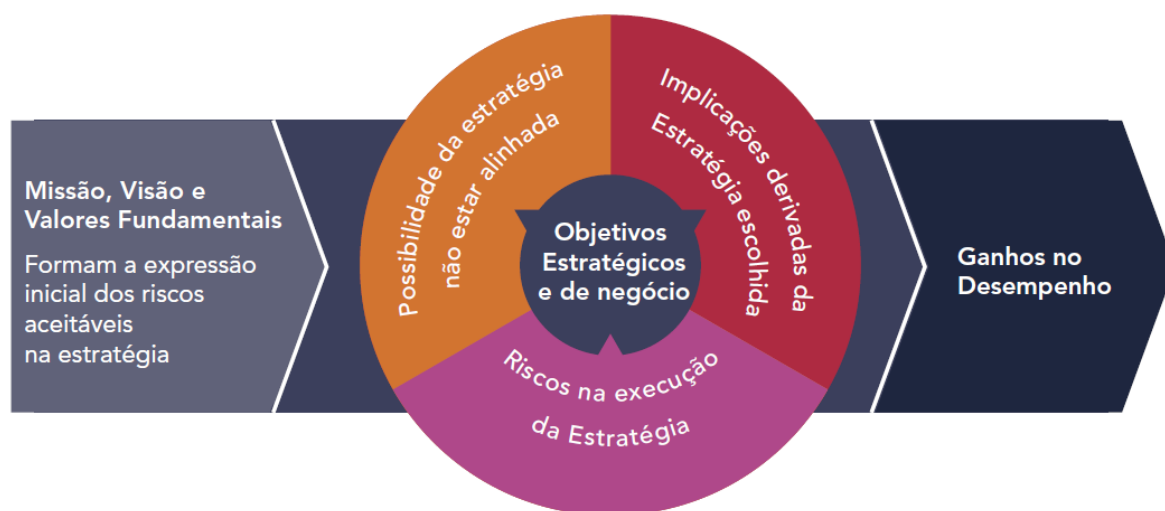 Missão, Visão e
Valores Fundamentais
Formam a expressão
inicial dos riscos
aceitáveis
na estratégia
Possibilidade da estratégia
não estar alinhada
Implicações derivadas da
Estratégia escolhida
Objetivos
Estratégicos
e de negócio
Riscos na execução
da Estratégia
Ganhos no
Desempenho